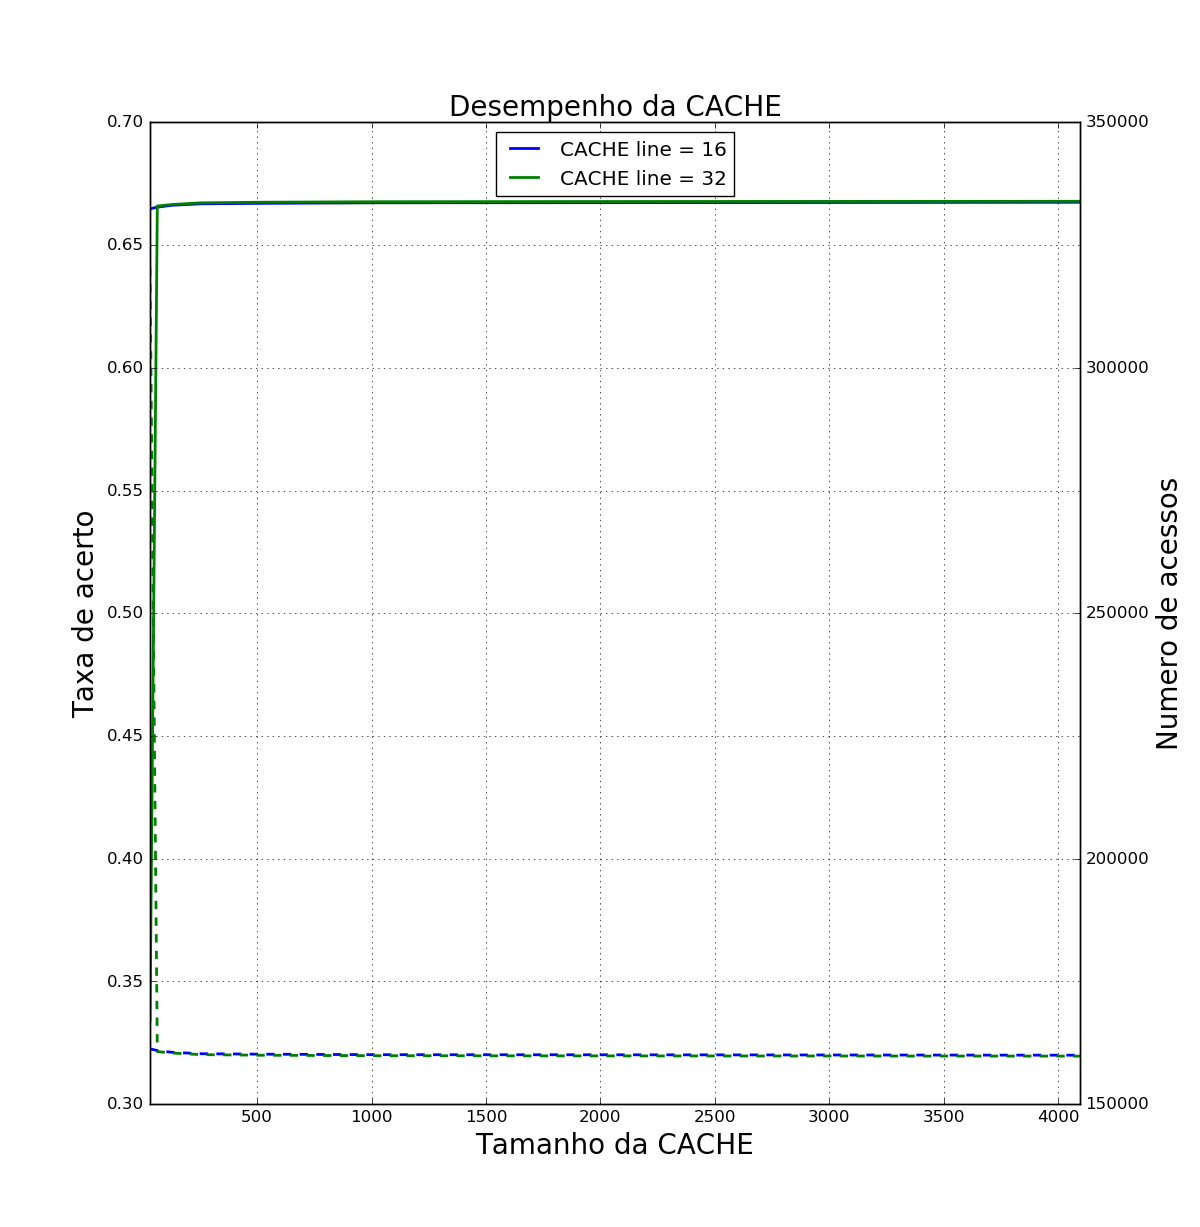 Desempenho da CACHE
CACHE line = 16
CACHE line = 32
0.70
0.65
0.60
0.55
0.50
0.45
0.40
0.35
0.30
Taxa de acerto
350000
300000
250000
200000
150000
Numero de acessos
500 1000 1500 2000 2500 3000 3500 4000
Tamanho da CACHE